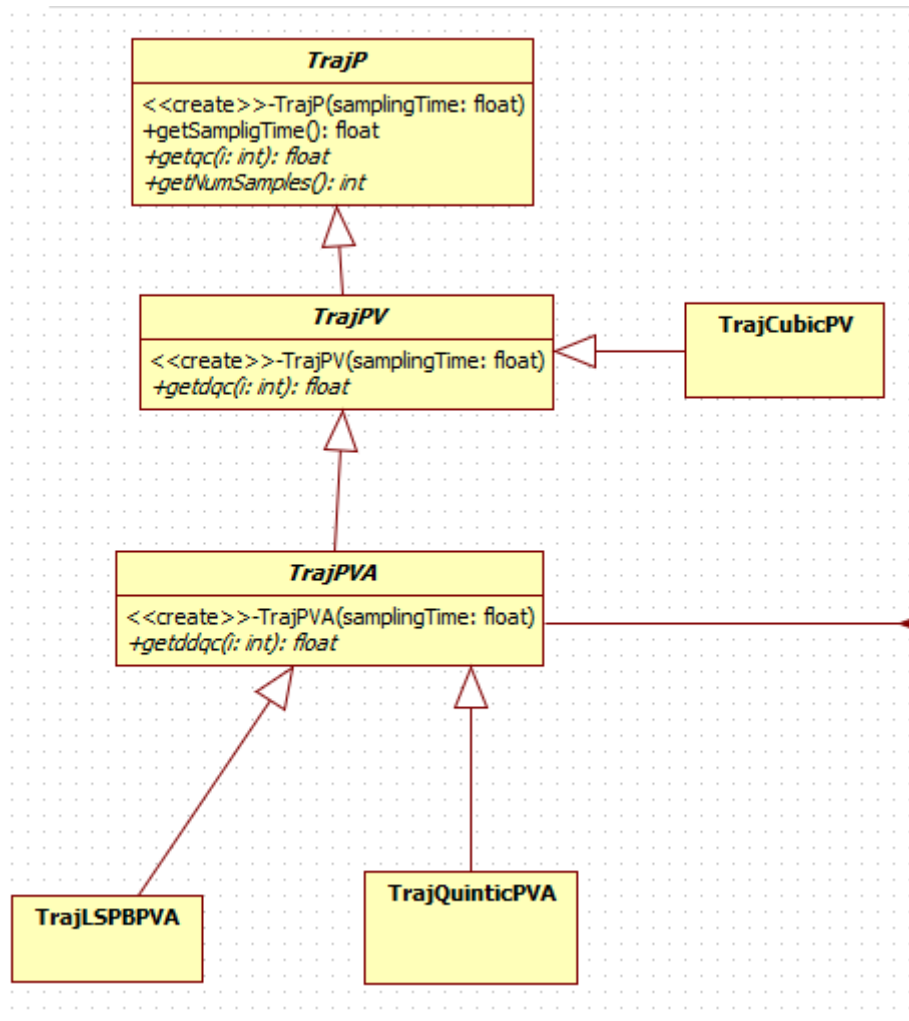 TrajP
<<create>>-TrajP(samplingTime: float)
+getSampligTime(): float
+getqc(i: int): float
+getNumSamples(): int
TrajPV
<<create>>-TrajPV(samplingTime: float)
+getdqc(i: int): float
TrajCubicPV
TrajPVA
<<create>>-TrajPVA(samplingTime: float)
+getddqc(i: int): float
TrajLSPBPVA
TrajQuinticPVA